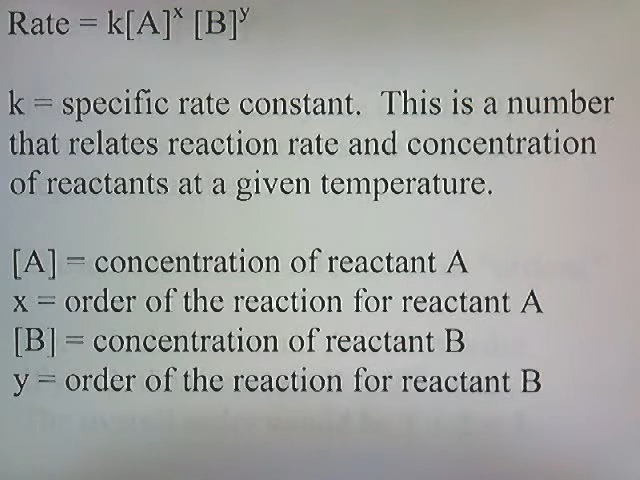 Rate = k[A]ˣ [B]ʸ
k = specific rate constant. This is a number
that relates reaction rate and concentration
of reactants at a given temperature.
[A] = concentration of reactant A
x = order of the reaction for reactant A
[B] = concentration of reactant B
y = order of the reaction for reactant B